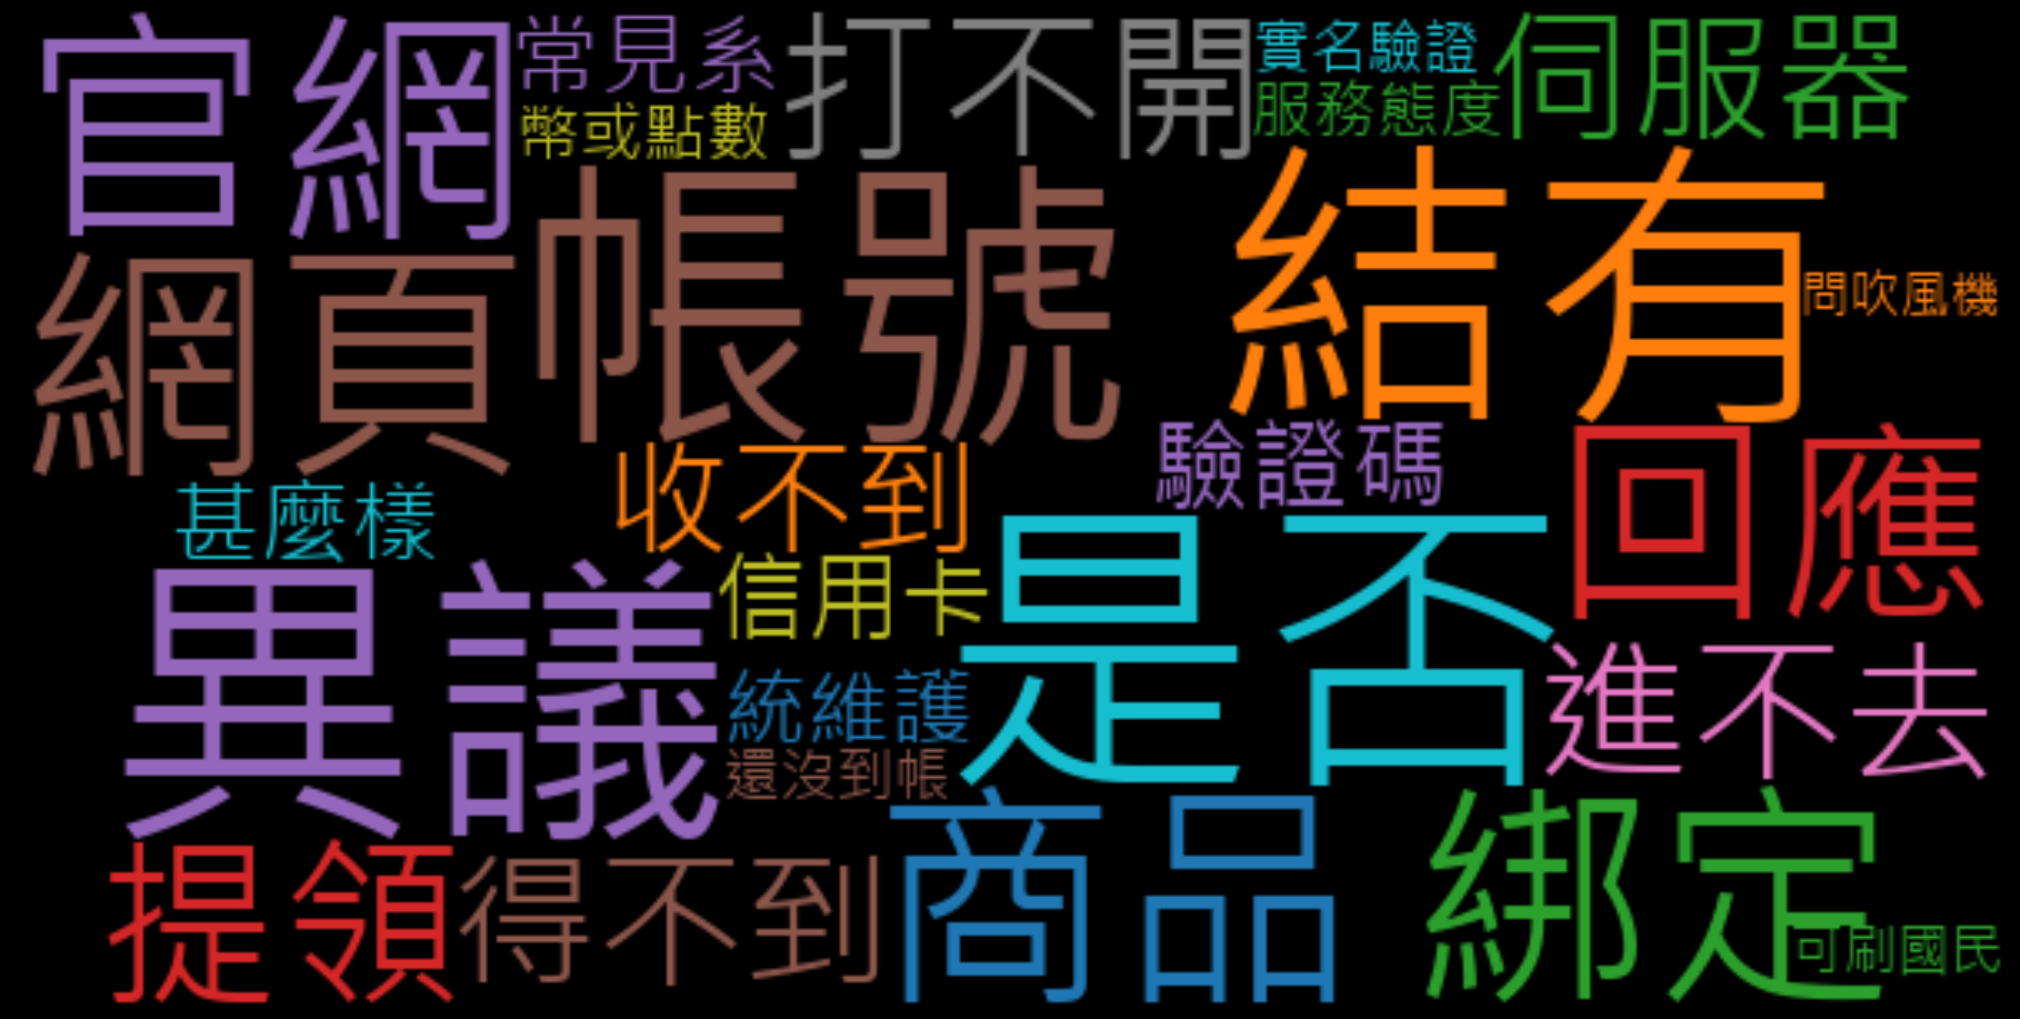 官網
常見系
打不開
實名驗證
伺服器
幣或點數
服務態度
網頁
帳號
結有
問吹風機
甚麼樣
收不到
驗證碼
回應
異議
信用卡
是否
統維護
進不去
還沒到帳
提領
得不到
商品
綁定
可刷國民